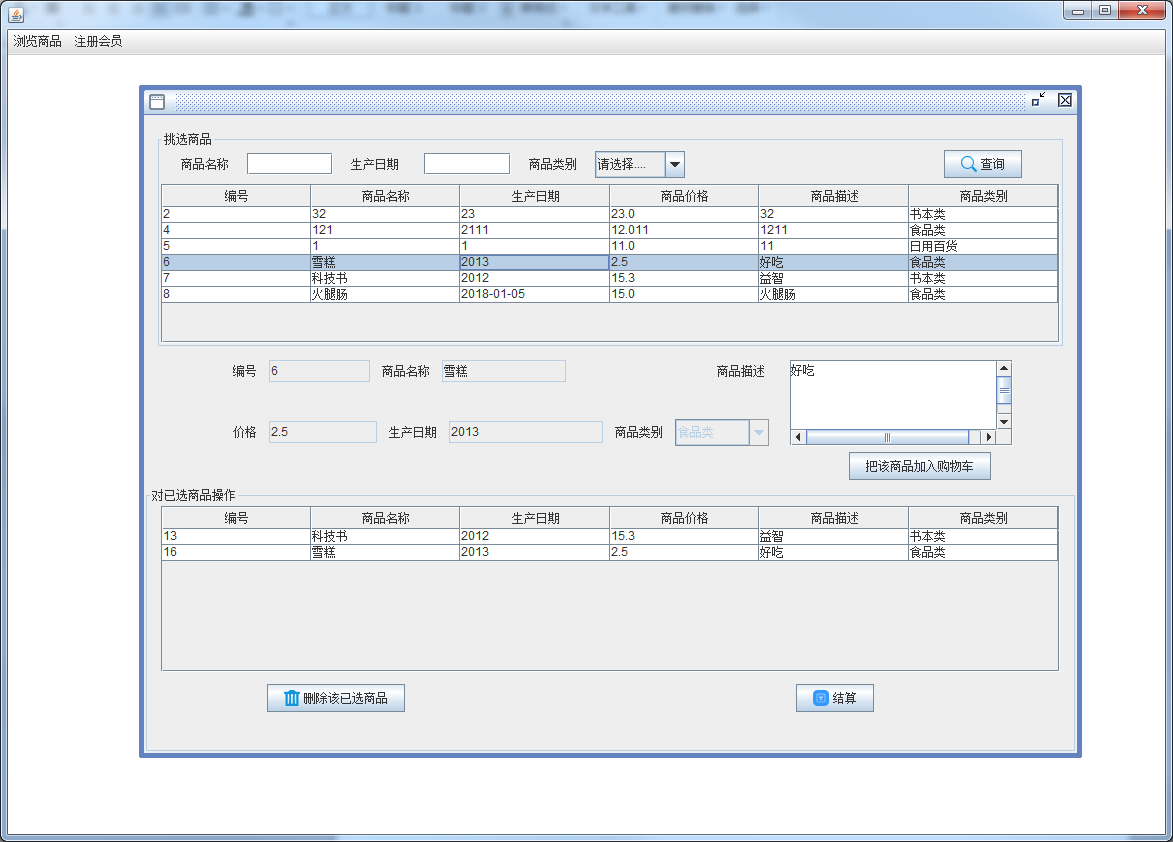 浏览商品 注册会员
挑选商品
商品名称 生产日期 商品类别 请选择.... 查询
编号 商品名称 生产日期 商品价格 商品描述 商品类别
2 32 23 23.0 32 书本类
4 121 2111 12.011 1211 食品类
5 1 1 11.0 11 日用百货
6 雪糕 2013 2.5 好吃 食品类
7 科技书 2012 15.3 益智 书本类
8 火腿肠 2018-01-05 15.0 火腿肠 食品类
编号 6 商品名称 雪糕 商品描述 好吃
价格 2.5 生产日期 2013 商品类别 食品类
把该商品加入购物车
对已选商品操作
编号 商品名称 生产日期 商品价格 商品描述 商品类别
13 科技书 2012 15.3 益智 书本类
16 雪糕 2013 2.5 好吃 食品类
删除该已选商品 结算